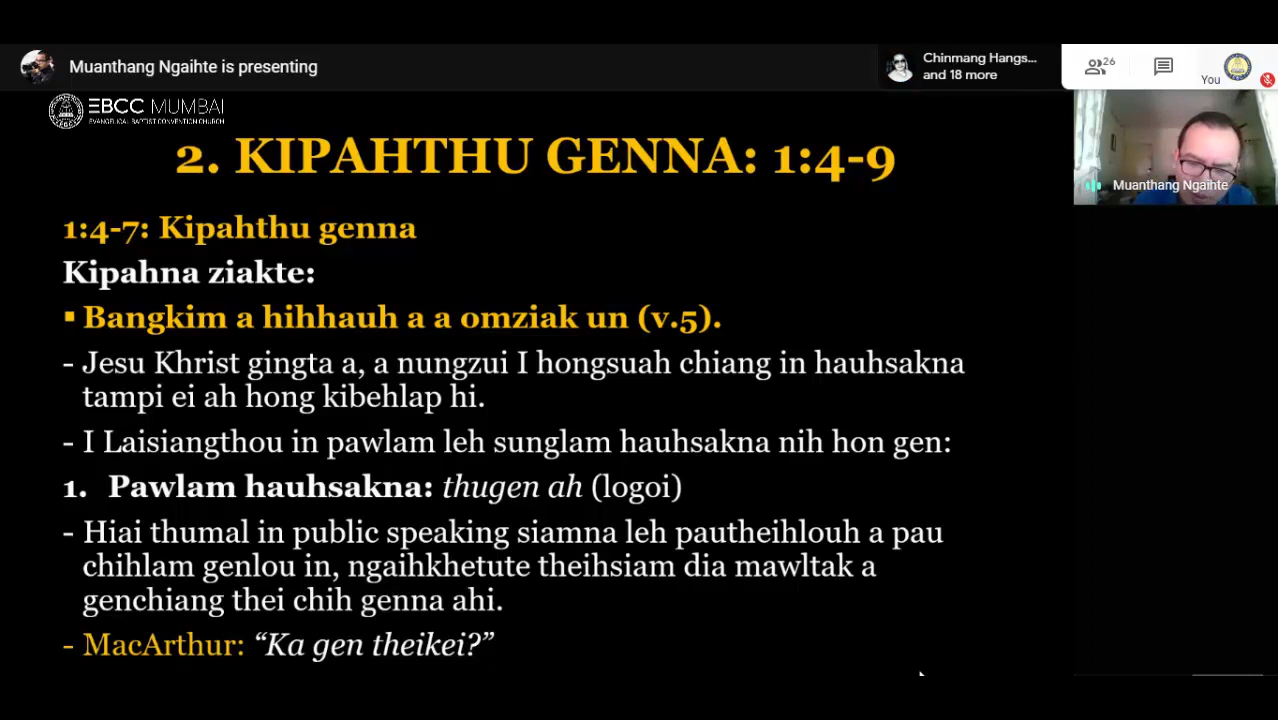 Muanthang Ngaihte is presenting
Chinmang Hangs...
and 18 more
26
You
EBCC MUMBAI
EVANGELICAL BAPTIST CONVENTION CHURCH
2. KIPAHTHU GENNA: 1:4-9
Muanthang Ngaihte
1:4-7: Kipahthu genna
Kipahna ziakte:
▪ Bangkim a hihhauh a a omziak un (v.5).
- Jesu Khrist gingta a, a nungzui I hongsuah chiang in hauhsakna
tampi ei ah hong kibehlap hi.
- I Laisiangthou in pawlam leh sunglam hauhsakna nih hon gen:
1. Pawlam hauhsakna: thugen ah (logoi)
- Hiai thumal in public speaking siamna leh pautheihlouh a pau
chihlam genlou in, ngaihkhetute theihsiam dia mawltak a
genchiang thei chih genna ahi.
- MacArthur: “Ka gen theikei?”